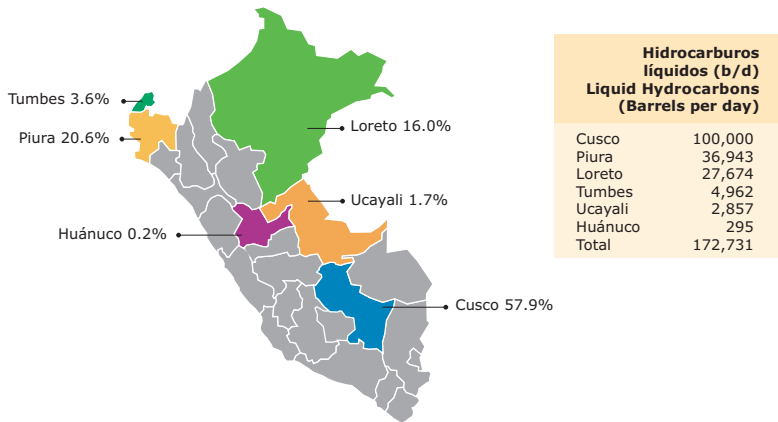 Tumbes 3.6%
Piura 20.6%
Loreto 16.0%
Ucayali 1.7%
Huánuco 0.2%
Cusco 57.9%
Hidrocarburos
líquidos (b/d)
Liquid Hydrocarbons
(Barrels per day)
Cusco 100,000
Piura 36,943
Loreto 27,674
Tumbes 4,962
Ucayali 2,857
Huánuco 295
Total 172,731